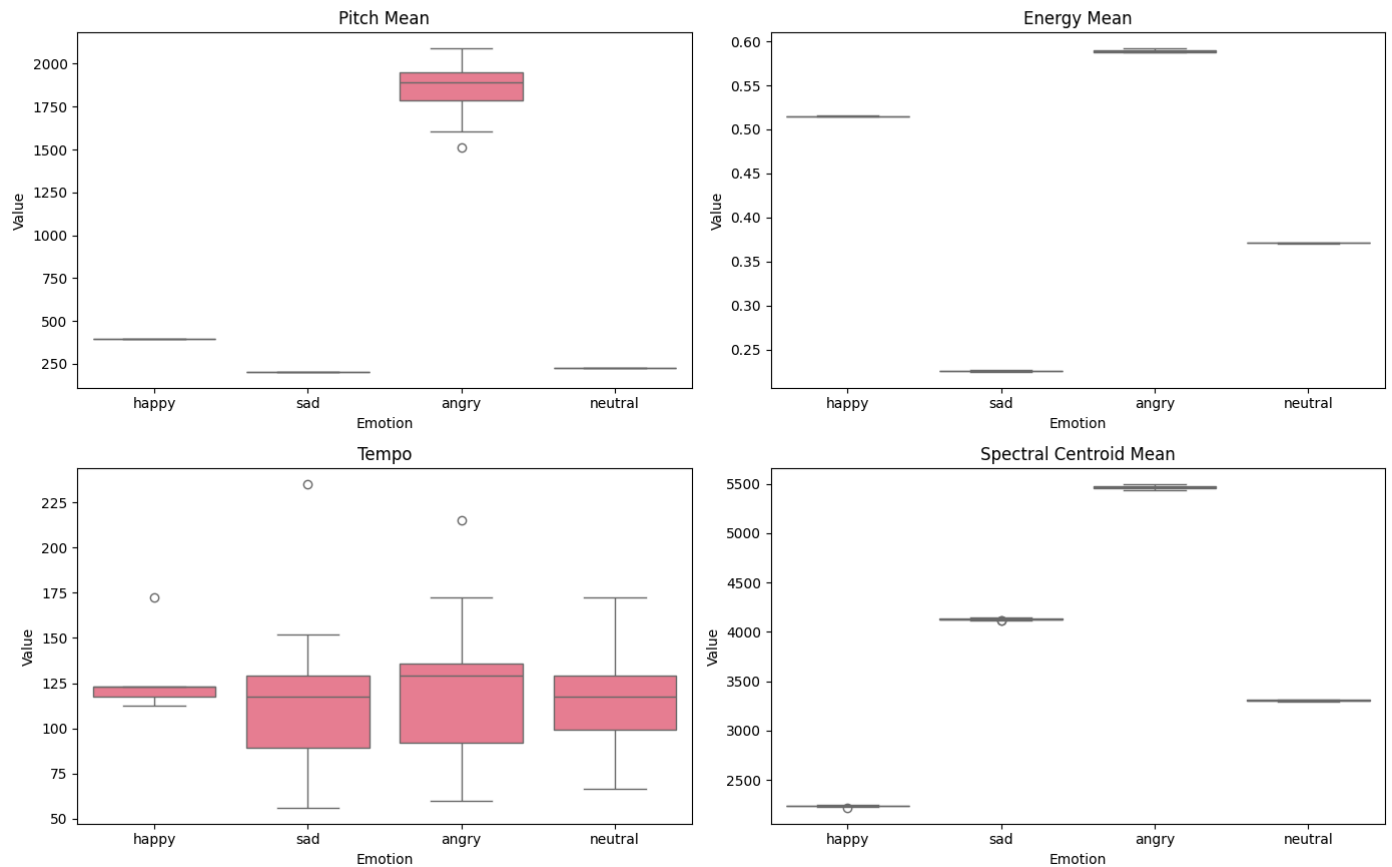 Pitch Mean
2000
1750
1500
1250
1000
750
500
250
Value
happy sad angry neutral
Emotion
Energy Mean
0.60
0.55
0.50
0.45
0.40
0.35
0.30
0.25
Value
happy sad angry neutral
Emotion
Tempo
225
200
175
150
125
100
75
50
Value
happy sad angry neutral
Emotion
Spectral Centroid Mean
5500
5000
4500
4000
3500
3000
2500
Value
happy sad angry neutral
Emotion